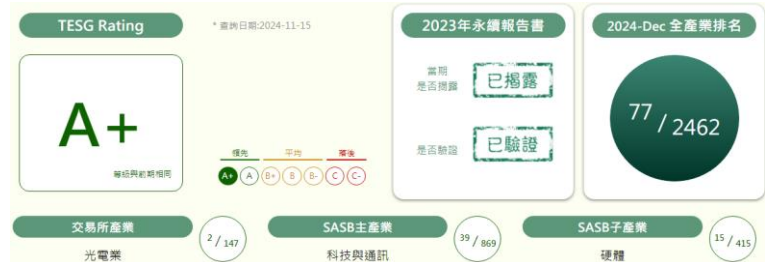 TESG Rating
* 查詢日期:2024-11-15
A+
等級與前期相同
領先 平均 落後
A+ A B+ B B- C C-
2023年永續報告書
當期
是否揭露
已揭露
是否驗證
已驗證
2024-Dec 全產業排名
77 / 2462
交易所產業
2 / 147
光電業
SASB主產業
39 / 869
科技與通訊
SASB子產業
15 / 415
硬體